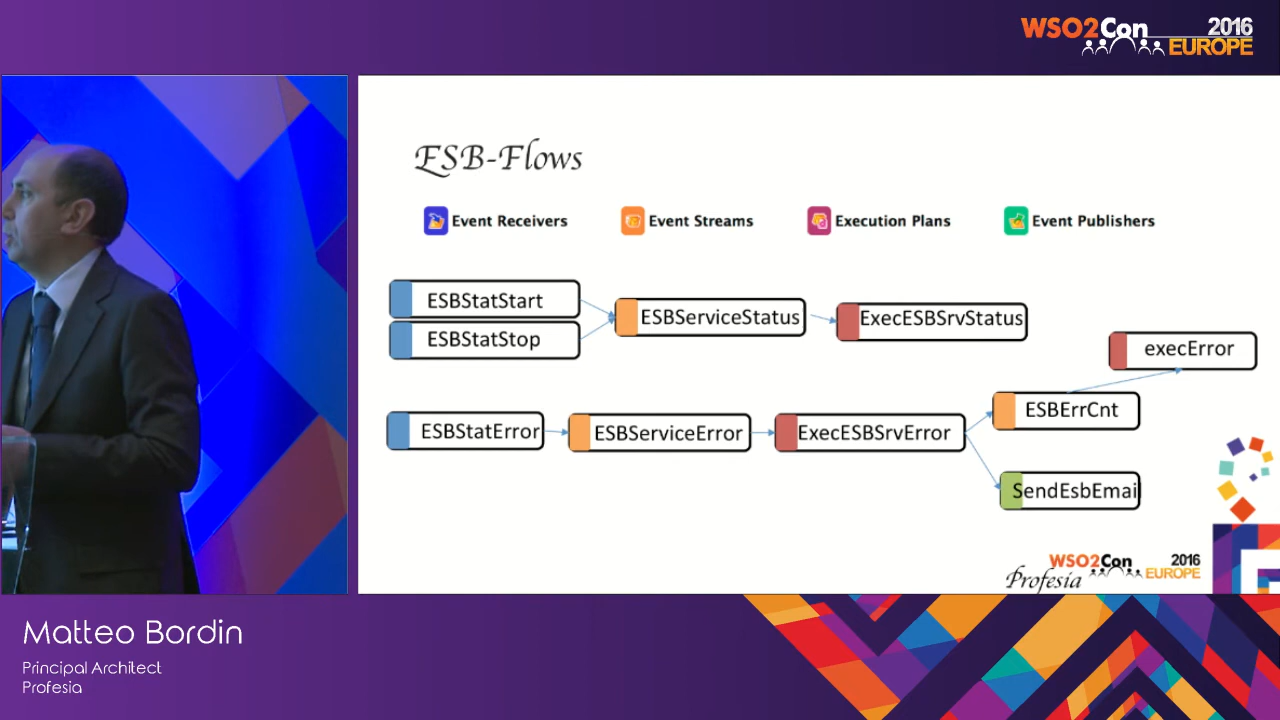 WSO2Con 2016
EUROPE
ESB-Flows
Event Receivers Event Streams Execution Plans Event Publishers
ESBStatStart
ESBStatStop
ESBServiceStatus
ExecESBSrvStatus
execError
ESBStatError
ESBServiceError
ExecESBSrvError
ESBErrCnt
SendEsbEmail
WSO2Con 2016
EUROPE
Profesia
Matteo Bordin
Principal Architect
Profesia